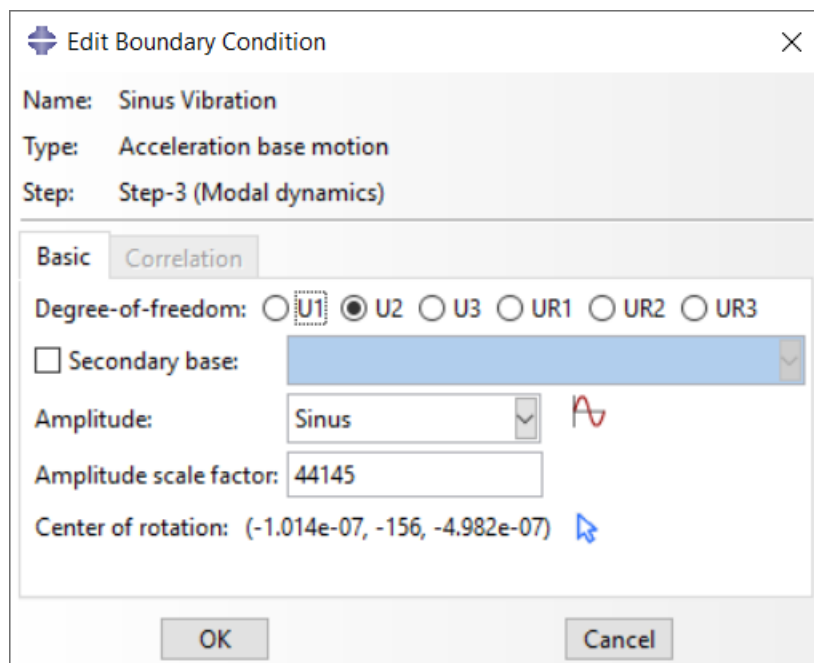 Edit Boundary Condition
Name: Sinus Vibration
Type: Acceleration base motion
Step: Step-3 (Modal dynamics)
Basic Correlation
Degree-of-freedom: U1 U2 U3 UR1 UR2 UR3
Secondary base:
Amplitude: Sinus
Amplitude scale factor: 44145
Center of rotation: (-1.014e-07, -156, -4.982e-07)
OK Cancel